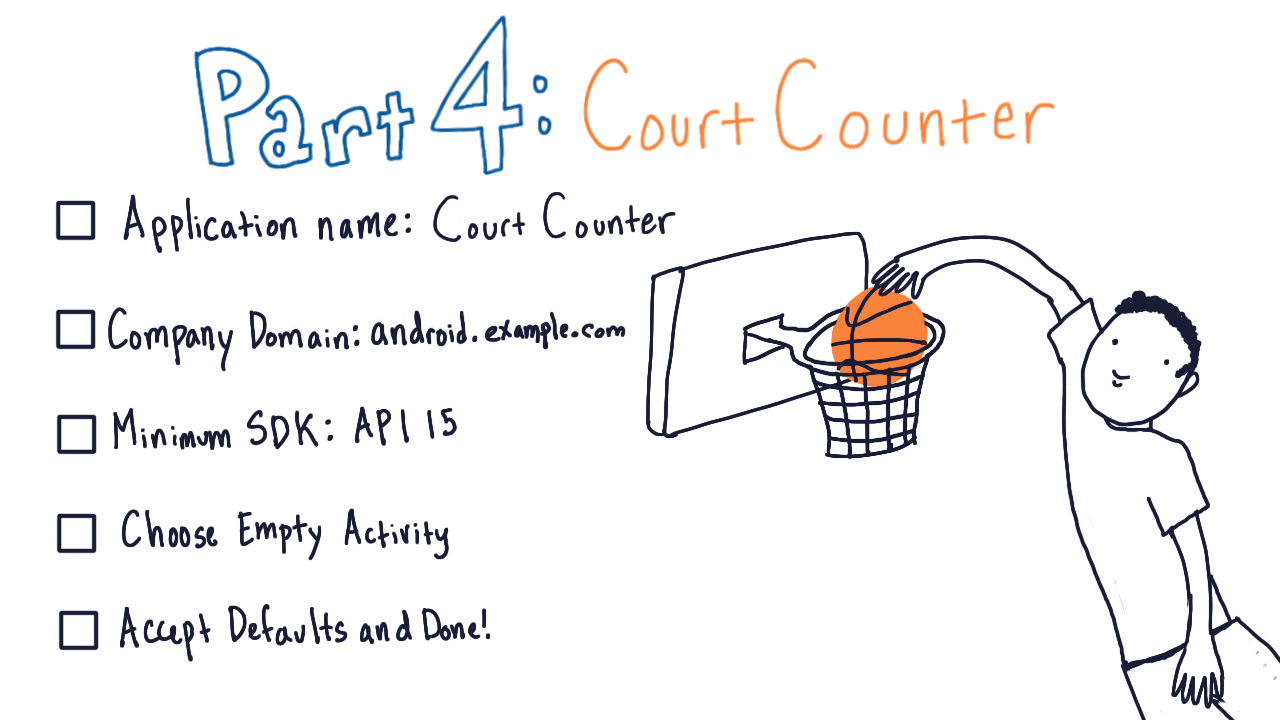 Part 4: Court Counter
Application name: Court Counter
Company Domain: android.example.com
Minimum SDK: API 15
Choose Empty Activity
Accept Defaults and Done!